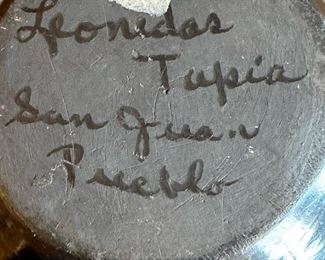 Leonidas
Tapia
San Juan
Pueblo